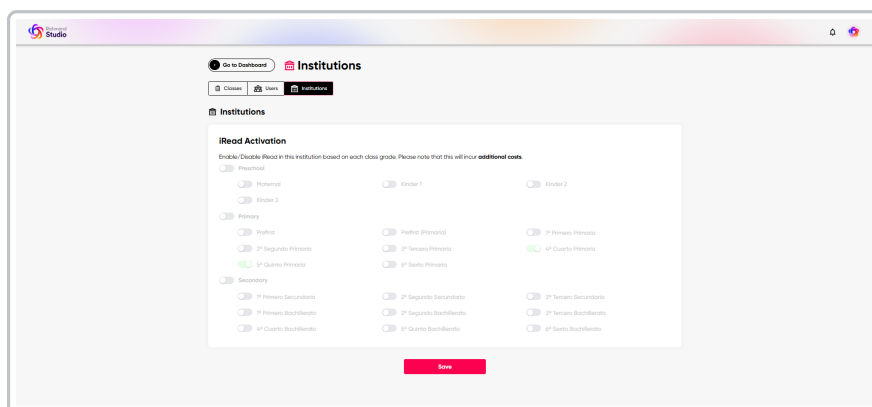 Richmond
Studio
Go to Dashboard
Institutions
Classes Users Institutions
Institutions
iRead Activation
Enable/Disable iRead in this institution based on each class grade. Please note that this will incur additional costs.
Preschool
Maternal Kinder 1 Kinder 2
Kinder 3
Primary
Prefirst Prefirst (Primaria) 1º Primero Primaria
2º Segundo Primaria 3º Tercero Primaria 4º Cuarto Primaria
5º Quinto Primaria 6º Sexto Primaria
Secondary
1º Primero Secundaria 2º Segundo Secundaria 3º Tercero Secundaria
1º Primero Bachillerato 2º Segundo Bachillerato 3º Tercero Bachillerato
4º Cuarto Bachillerato 5º Quinto Bachillerato 6º Sexto Bachillerato
Save